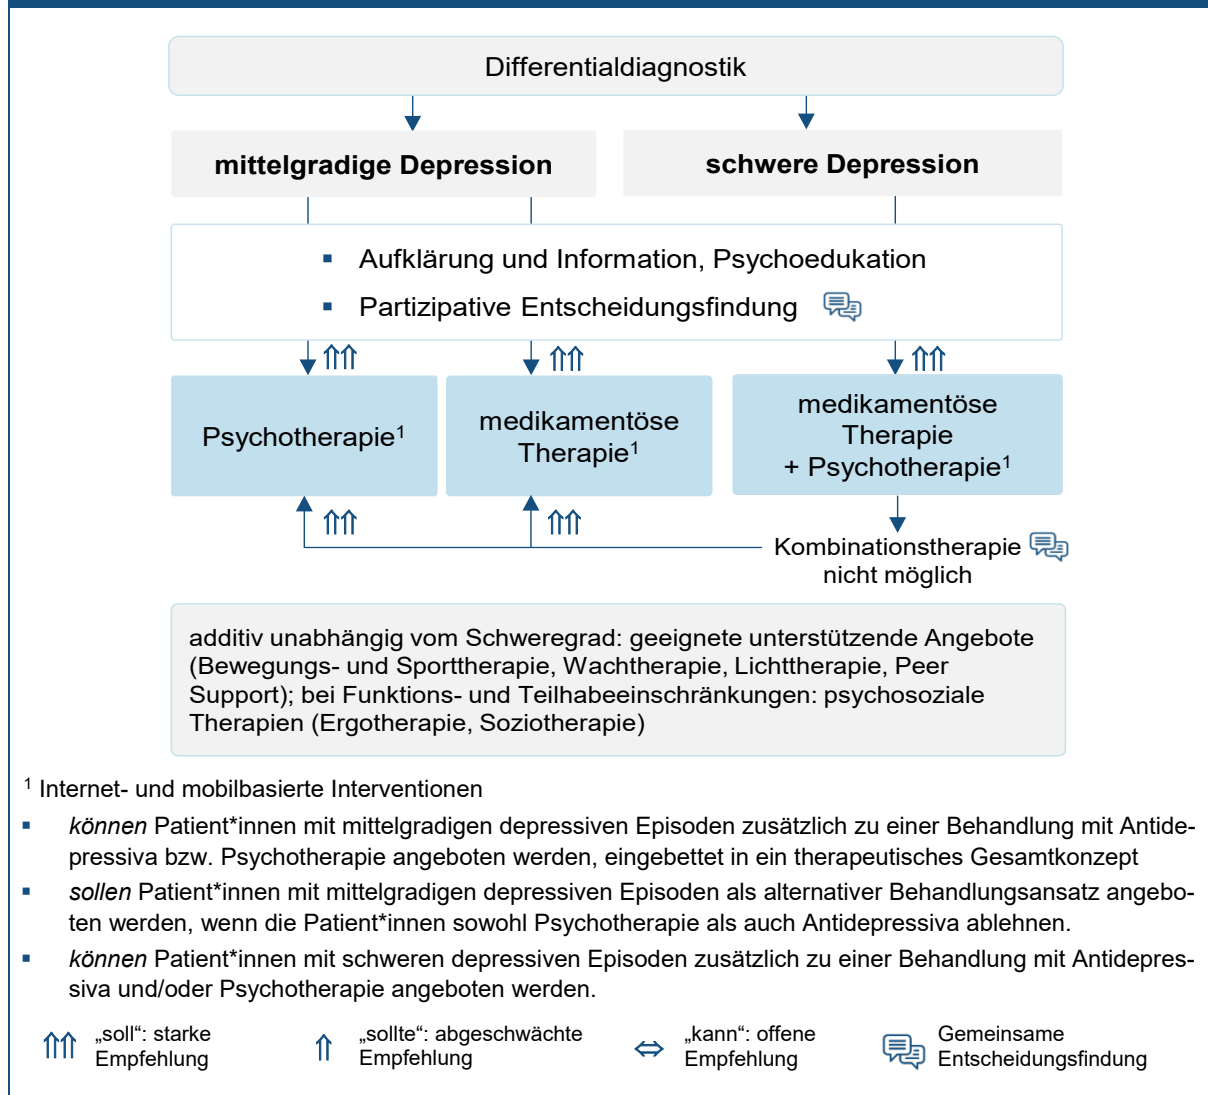 Differentialdiagnostik
mittelgradige Depression
schwere Depression
▪ Aufklärung und Information, Psychoedukation
▪ Partizipative Entscheidungsfindung
⇑⇑
⇑⇑
⇑⇑
Psychotherapie¹
medikamentöse
Therapie¹
medikamentöse
Therapie
+ Psychotherapie¹
⇑⇑
⇑⇑
Kombinationstherapie
nicht möglich
additiv unabhängig vom Schweregrad: geeignete unterstützende Angebote
(Bewegungs- und Sporttherapie, Wachtherapie, Lichttherapie, Peer
Support); bei Funktions- und Teilhabeeinschränkungen: psychosoziale
Therapien (Ergotherapie, Soziotherapie)
¹ Internet- und mobilbasierte Interventionen
▪ können Patient*innen mit mittelgradigen depressiven Episoden zusätzlich zu einer Behandlung mit Antide-
pressiva bzw. Psychotherapie angeboten werden, eingebettet in ein therapeutisches Gesamtkonzept
▪ sollen Patient*innen mit mittelgradigen depressiven Episoden als alternativer Behandlungsansatz angebo-
ten werden, wenn die Patient*innen sowohl Psychotherapie als auch Antidepressiva ablehnen.
▪ können Patient*innen mit schweren depressiven Episoden zusätzlich zu einer Behandlung mit Antidepres-
siva und/oder Psychotherapie angeboten werden.
⇑⇑ „soll“: starke
Empfehlung
⇑ „sollte“: abgeschwächte
Empfehlung
⇔ „kann“: offene
Empfehlung
Gemeinsame
Entscheidungsfindung